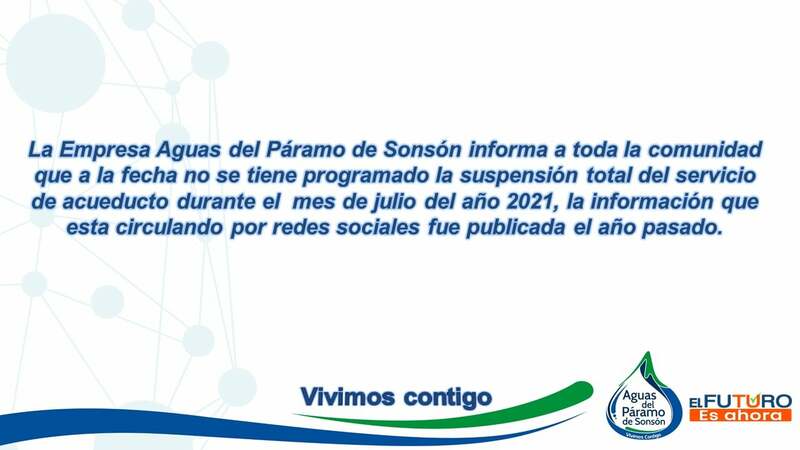 La Empresa Aguas del Páramo de Sonsón informa a toda la comunidad
que a la fecha no se tiene programado la suspensión total del servicio
de acueducto durante el mes de julio del año 2021, la información que
esta circulando por redes sociales fue publicada el año pasado.
Vivimos contigo
Aguas
del
Páramo
de Sonsón
Vivimos Contigo
EL FUTURO
Es ahora